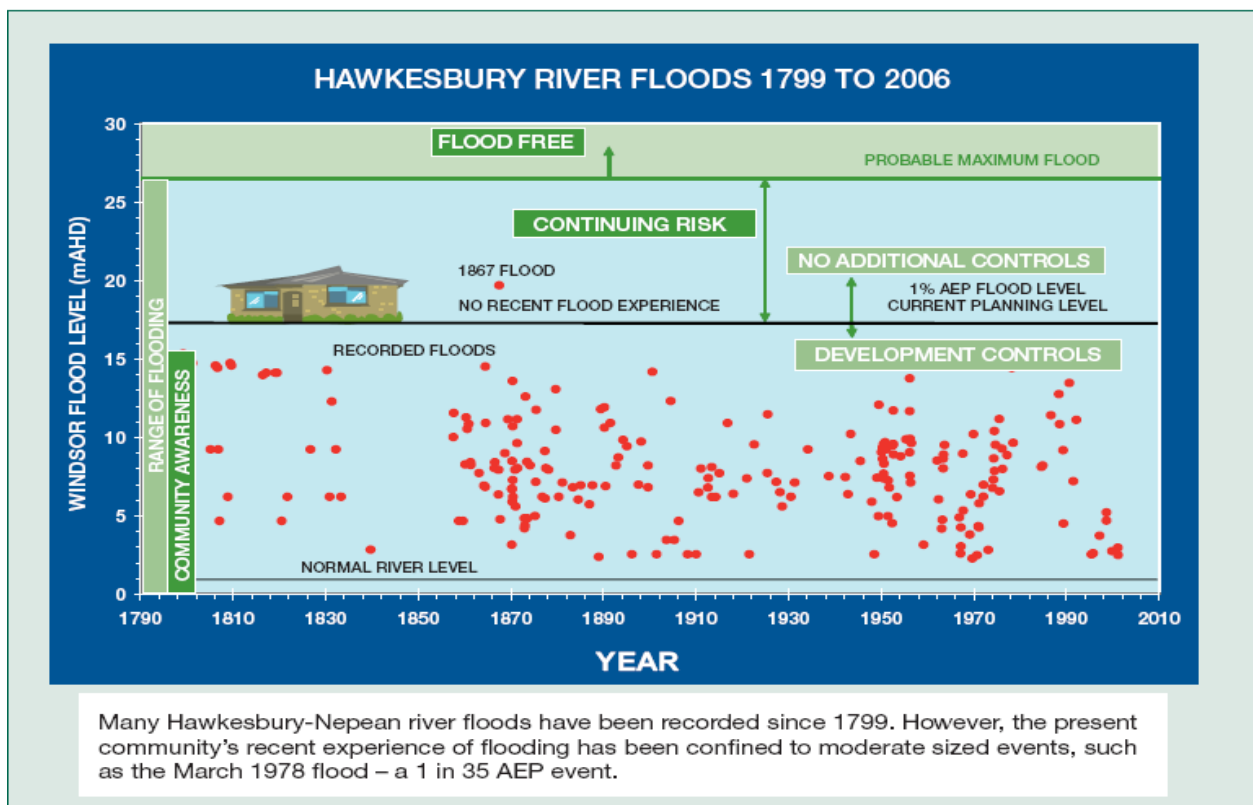 HAWKESBURY RIVER FLOODS 1799 TO 2006
WINDSOR FLOOD LEVEL (mAHD)
30
25
20
15
10
5
0
RANGE OF FLOODING
COMMUNITY AWARENESS
FLOOD FREE
PROBABLE MAXIMUM FLOOD
CONTINUING RISK
NO ADDITIONAL CONTROLS
1867 FLOOD
NO RECENT FLOOD EXPERIENCE
1% AEP FLOOD LEVEL
CURRENT PLANNING LEVEL
RECORDED FLOODS
DEVELOPMENT CONTROLS
NORMAL RIVER LEVEL
1790 1810 1830 1850 1870 1890 1910 1930 1950 1970 1990 2010
YEAR
Many Hawkesbury-Nepean river floods have been recorded since 1799. However, the present
community’s recent experience of flooding has been confined to moderate sized events, such
as the March 1978 flood – a 1 in 35 AEP event.